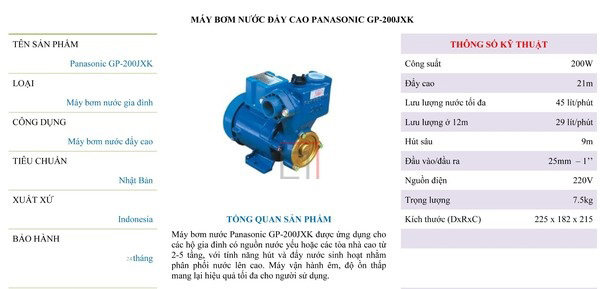 MÁY BƠM NƯỚC ĐẨY CAO PANASONIC GP-200JXK
TÊN SẢN PHẨM
Panasonic GP-200JXK
LOẠI
Máy bơm nước gia đình
CÔNG DỤNG
Máy bơm nước đẩy cao
TIÊU CHUẨN
Nhật Bản
XUẤT XỨ
Indonesia
BẢO HÀNH
24tháng
TỔNG QUAN SẢN PHẨM
Máy bơm nước Panasonic GP-200JXK được ứng dụng cho
các hộ gia đình có nguồn nước yếu hoặc các tòa nhà cao từ
2-5 tầng, với tính năng hút và đẩy nước sinh hoạt nhằm
phân phối nước lên cao. Máy vận hành êm, độ ồn thấp
mang lại hiệu quả tối đa cho người sử dụng.
THÔNG SỐ KỸ THUẬT
Công suất 200W
Đẩy cao 21m
Lưu lượng nước tối đa 45 lít/phút
Lưu lượng ở 12m 29 lít/phút
Hút sâu 9m
Đầu vào/đầu ra 25mm – 1’’
Nguồn điện 220V
Trọng lượng 7.5kg
Kích thước (DxRxC) 225 x 182 x 215